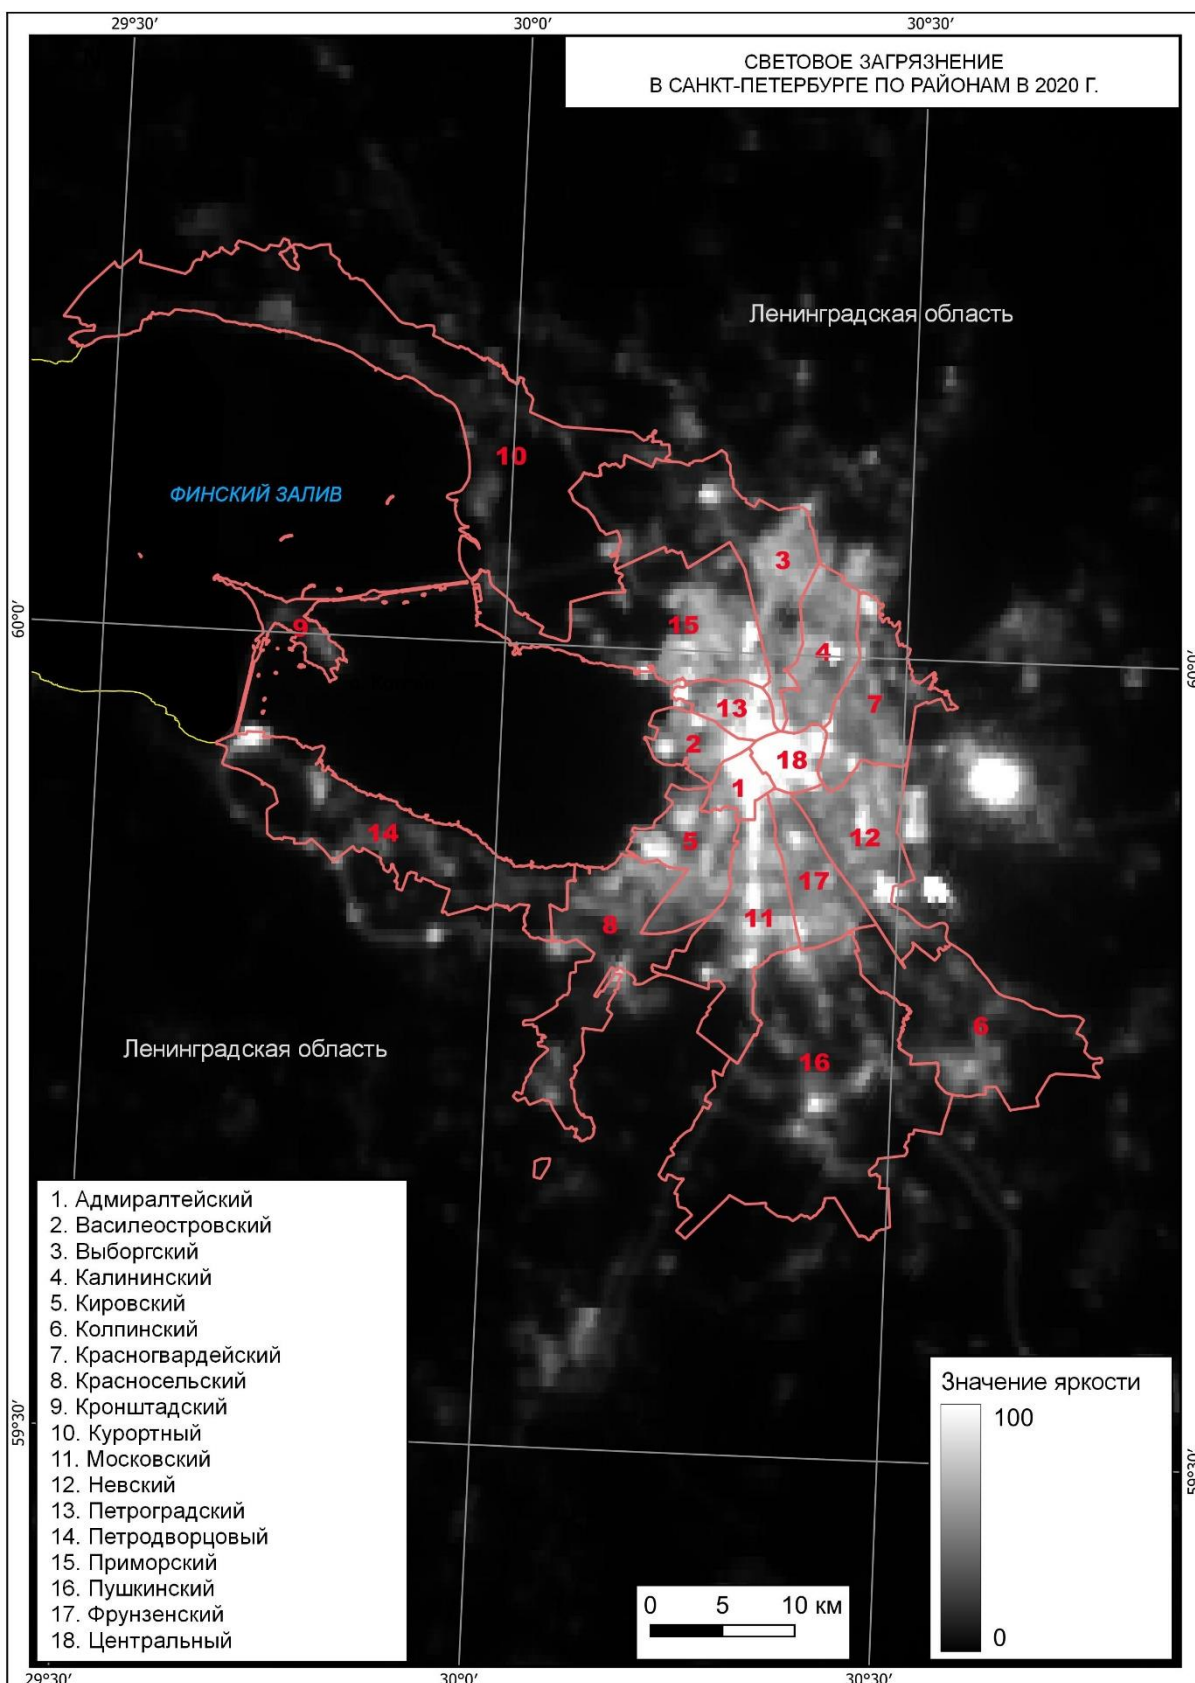 29°30′ 30°0′ 30°30′
СВЕТОВОЕ ЗАГРЯЗНЕНИЕ
В САНКТ-ПЕТЕРБУРГЕ ПО РАЙОНАМ В 2020 Г.
Ленинградская область
10
ФИНСКИЙ ЗАЛИВ
3
60°0′
9
15
4
60°0′
13
7
2
18
1
14
5
12
17
8
11
6
Ленинградская область
16
1. Адмиралтейский
2. Василеостровский
3. Выборгский
4. Калининский
5. Кировский
6. Колпинский
7. Красногвардейский
8. Красносельский
9. Кронштадский
10. Курортный
11. Московский
12. Невский
13. Петроградский
14. Петродворцовый
15. Приморский
16. Пушкинский
17. Фрунзенский
18. Центральный
Значение яркости
100
0
59°30′
59°30′
0 5 10 км
29°30′ 30°0′ 30°30′